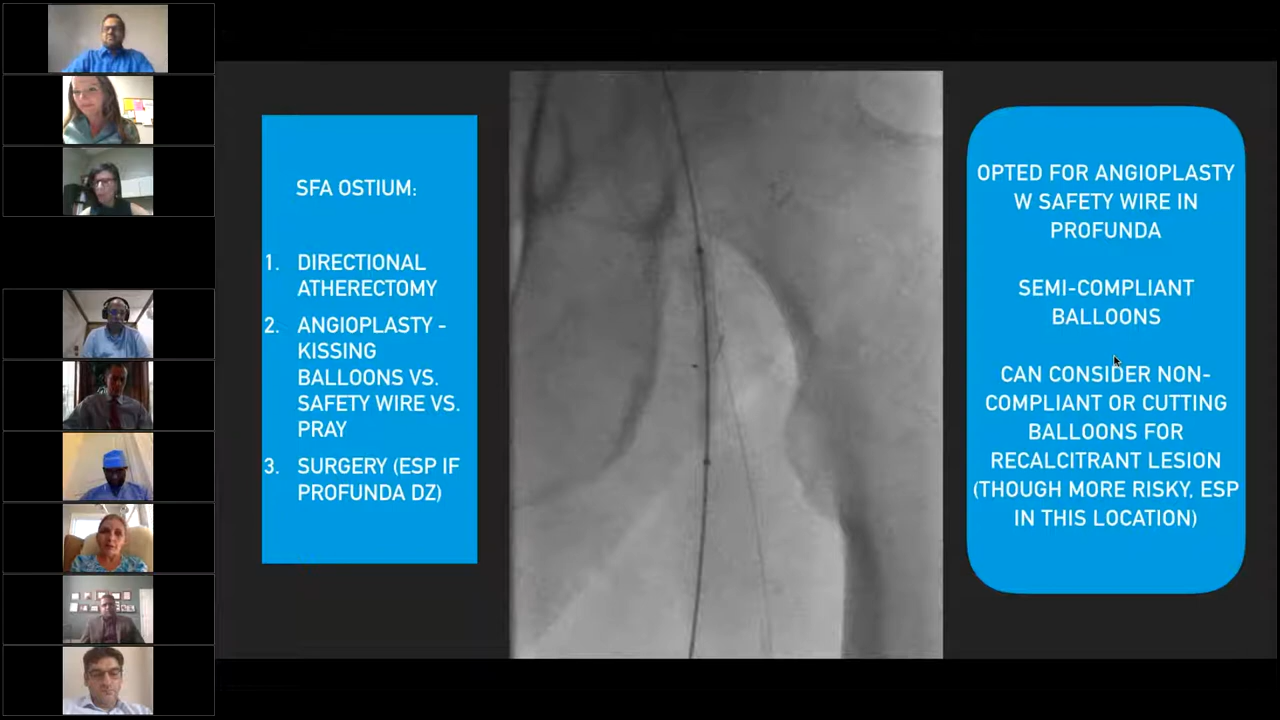 SFA OSTIUM:
1. DIRECTIONAL
ATHERECTOMY
2. ANGIOPLASTY -
KISSING
BALLOONS VS.
SAFETY WIRE VS.
PRAY
3. SURGERY (ESP IF
PROFUNDA DZ)
OPTED FOR ANGIOPLASTY
W SAFETY WIRE IN
PROFUNDA
SEMI-COMPLIANT
BALLOONS
CAN CONSIDER NON-
COMPLIANT OR CUTTING
BALLOONS FOR
RECALCITRANT LESION
(THOUGH MORE RISKY, ESP
IN THIS LOCATION)